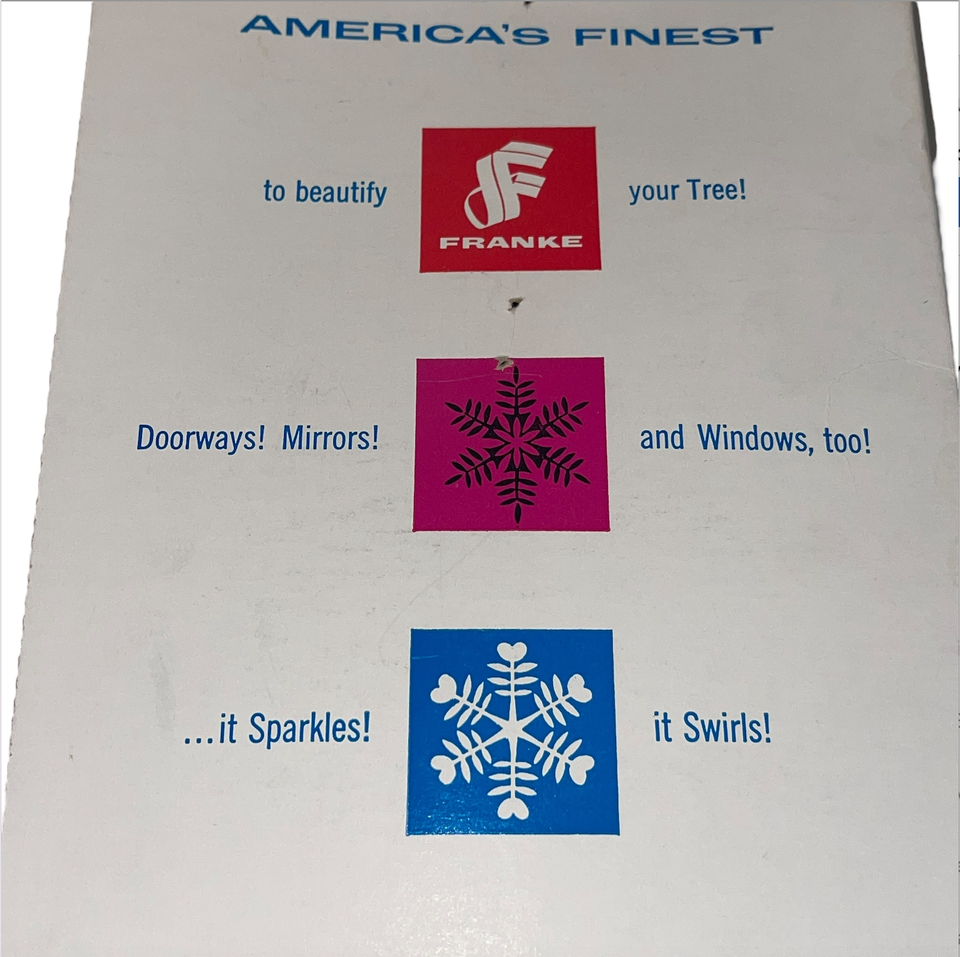 AMERICA'S FINEST
to beautify
FRANKE
your Tree!
Doorways! Mirrors!
and Windows, too!
...it Sparkles!
it Swirls!